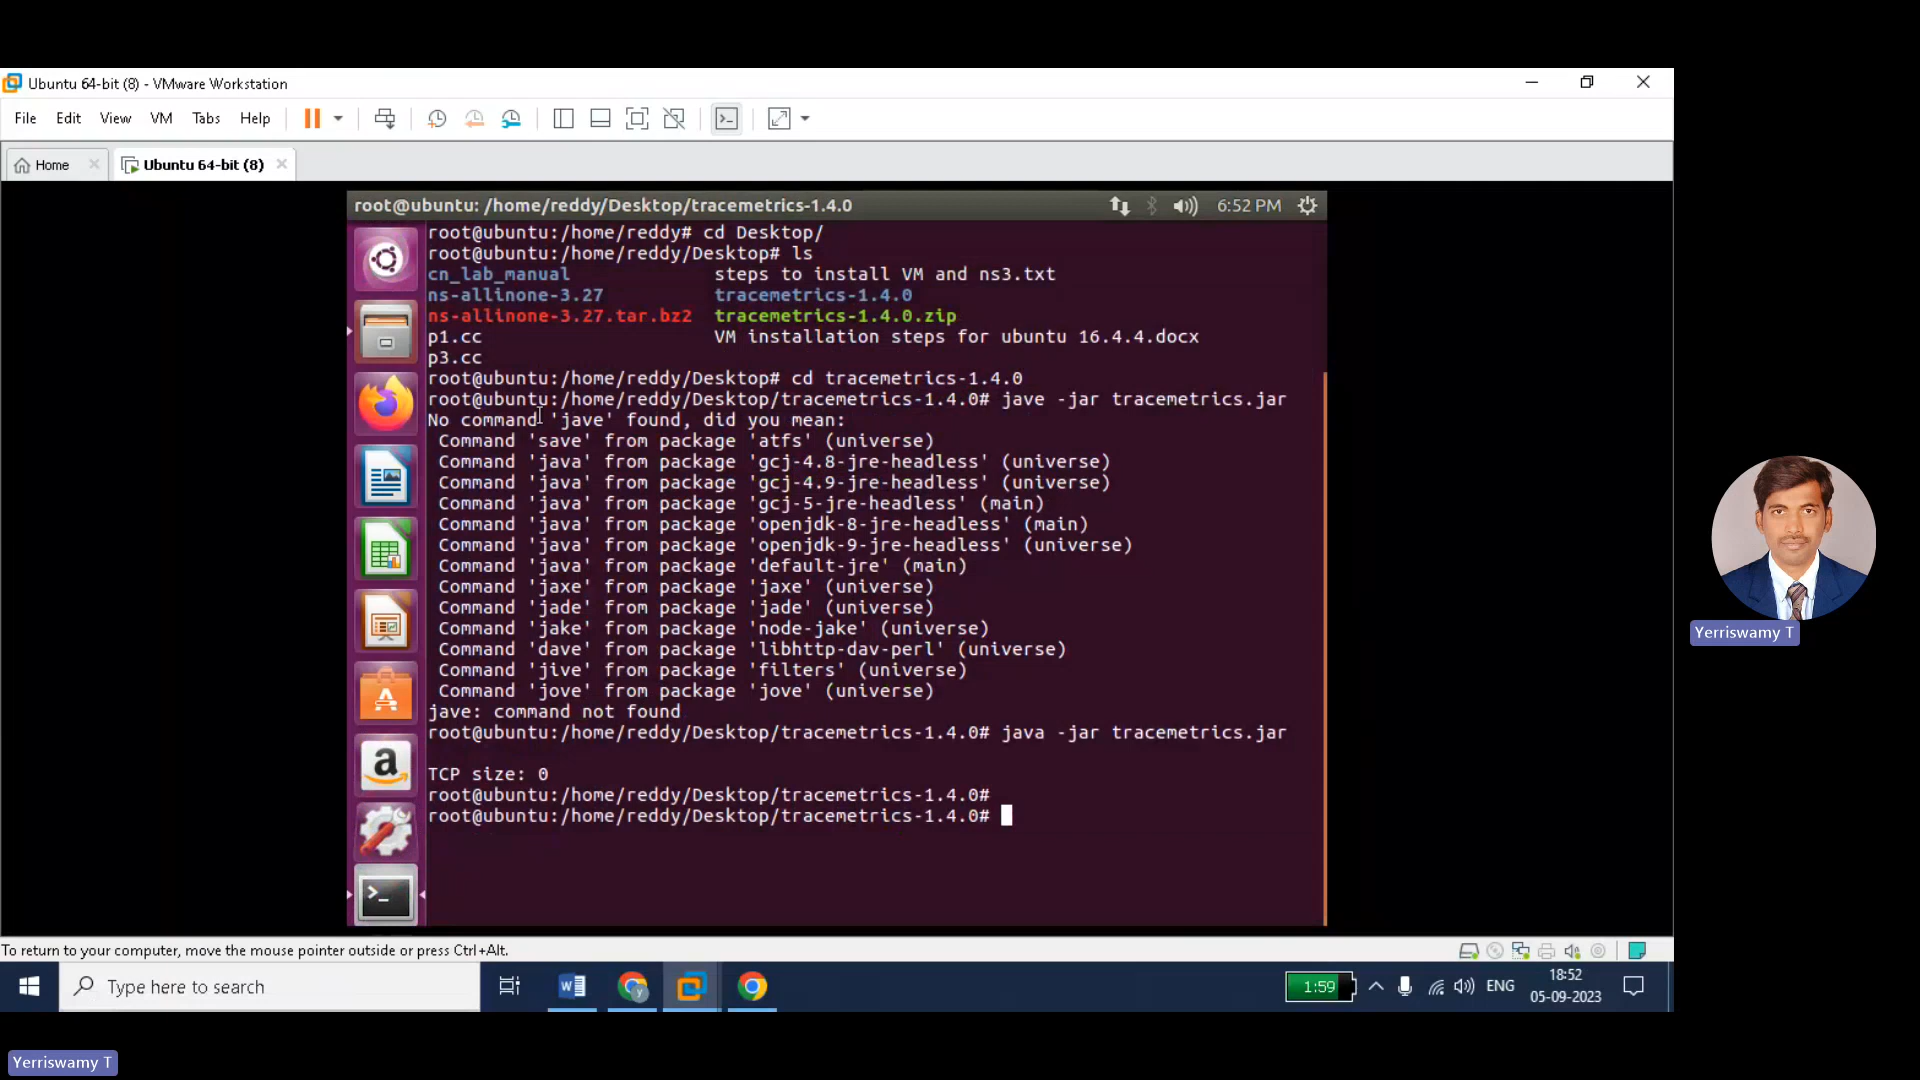 Ubuntu 64-bit (8) - VMware Workstation
File Edit View VM Tabs Help
Home
Ubuntu 64-bit (8)
root@ubuntu: /home/reddy/Desktop/tracemetrics-1.4.0
6:52 PM
root@ubuntu:/home/reddy# cd Desktop/
root@ubuntu:/home/reddy/Desktop# ls
cn_lab_manual steps to install VM and ns3.txt
ns-allinone-3.27 tracemetrics-1.4.0
ns-allinone-3.27.tar.bz2 tracemetrics-1.4.0.zip
p1.cc VM installation steps for ubuntu 16.4.4.docx
p3.cc
root@ubuntu:/home/reddy/Desktop# cd tracemetrics-1.4.0
root@ubuntu:/home/reddy/Desktop/tracemetrics-1.4.0# jave -jar tracemetrics.jar
No command 'jave' found, did you mean:
Command 'save' from package 'atfs' (universe)
Command 'java' from package 'gcj-4.8-jre-headless' (universe)
Command 'java' from package 'gcj-4.9-jre-headless' (universe)
Command 'java' from package 'gcj-5-jre-headless' (main)
Command 'java' from package 'openjdk-8-jre-headless' (main)
Command 'java' from package 'openjdk-9-jre-headless' (universe)
Command 'java' from package 'default-jre' (main)
Command 'jaxe' from package 'jaxe' (universe)
Command 'jade' from package 'jade' (universe)
Command 'jake' from package 'node-jake' (universe)
Command 'dave' from package 'libhttp-dav-perl' (universe)
Command 'jive' from package 'filters' (universe)
Command 'jove' from package 'jove' (universe)
jave: command not found
root@ubuntu:/home/reddy/Desktop/tracemetrics-1.4.0# java -jar tracemetrics.jar
TCP size: 0
root@ubuntu:/home/reddy/Desktop/tracemetrics-1.4.0#
root@ubuntu:/home/reddy/Desktop/tracemetrics-1.4.0#
Yerriswamy T
To return to your computer, move the mouse pointer outside or press Ctrl+Alt.
Type here to search
1:59
ENG
18:52
05-09-2023
Yerriswamy T